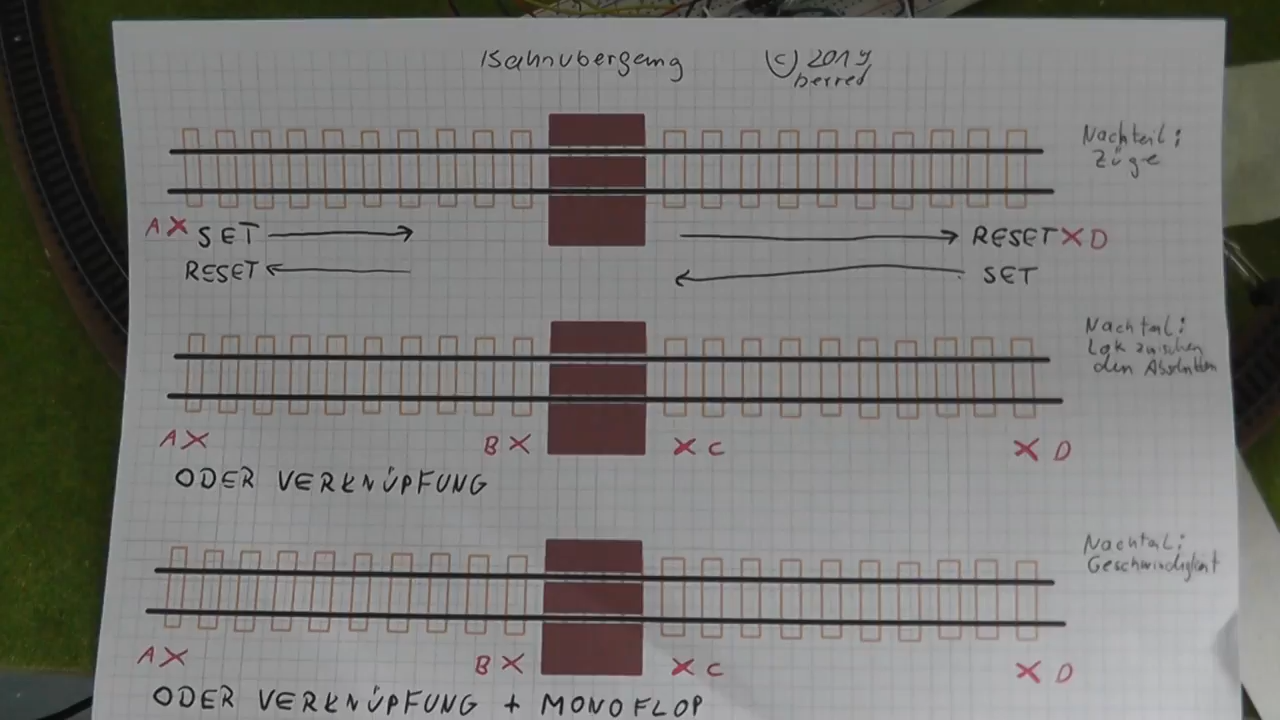 Bahnübergang
(c) 2019
berred
Nachteil:
Züge
A X SET → RESET X D
RESET ← ← SET
Nachteil:
Lok zwischen
den Abschnitten
A X B X X C X D
ODER VERKNÜPFUNG
Nachteil:
Geschwindigkeit
A X B X X C X D
ODER VERKNÜPFUNG + MONOFLOP